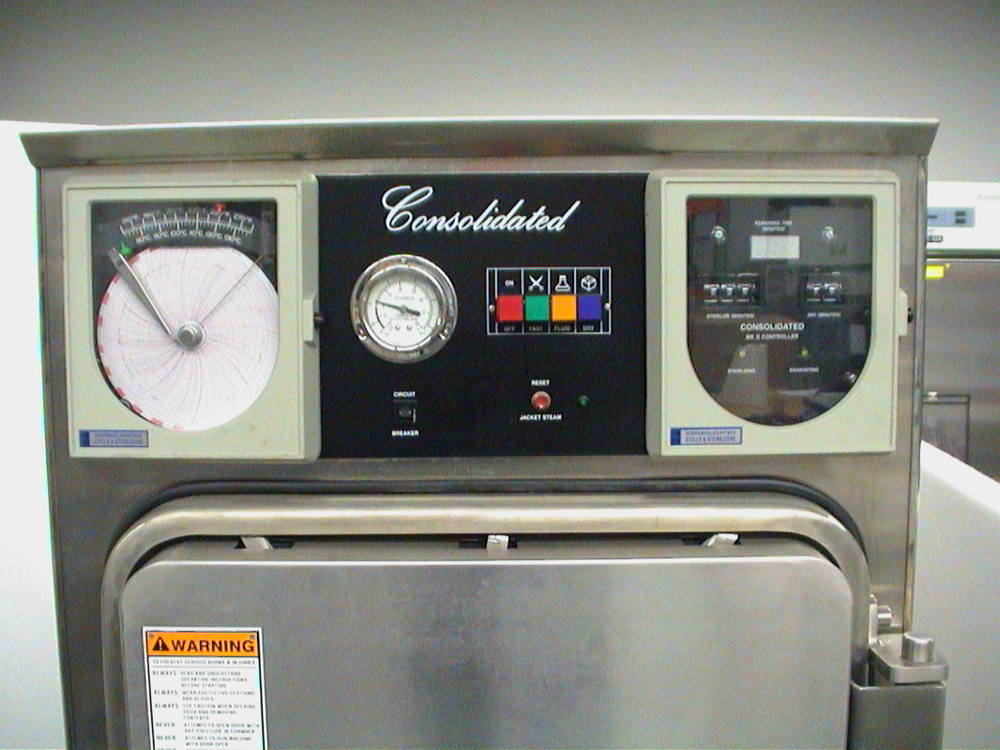 Consolidated
CHAMBER
ON
OFF FAST FLUID DRY
CIRCUIT
BREAKER
RESET
JACKET STEAM
CONSOLIDATED
STILLS & STERILIZERS
REMAINING TIME
(MINUTES)
STERILIZE (MINUTES)
DRY (MINUTES)
CONSOLIDATED
MK II CONTROLLER
STERILIZING
EXHAUSTING
CONSOLIDATED
STILLS & STERILIZERS
WARNING
TO PREVENT SERIOUS BURNS & INJURIES
ALWAYS READ AND UNDERSTAND
OPERATING INSTRUCTIONS
BEFORE STARTING
ALWAYS WEAR PROTECTIVE CLOTHING
AND GLOVES
ALWAYS USE CAUTION WHEN OPENING
DOOR AND REMOVING
CONTENTS
NEVER ATTEMPT TO OPEN DOOR WITH
ANY PRESSURE IN CHAMBER
NEVER ATTEMPT TO RUN MACHINE
WITH DOOR OPEN